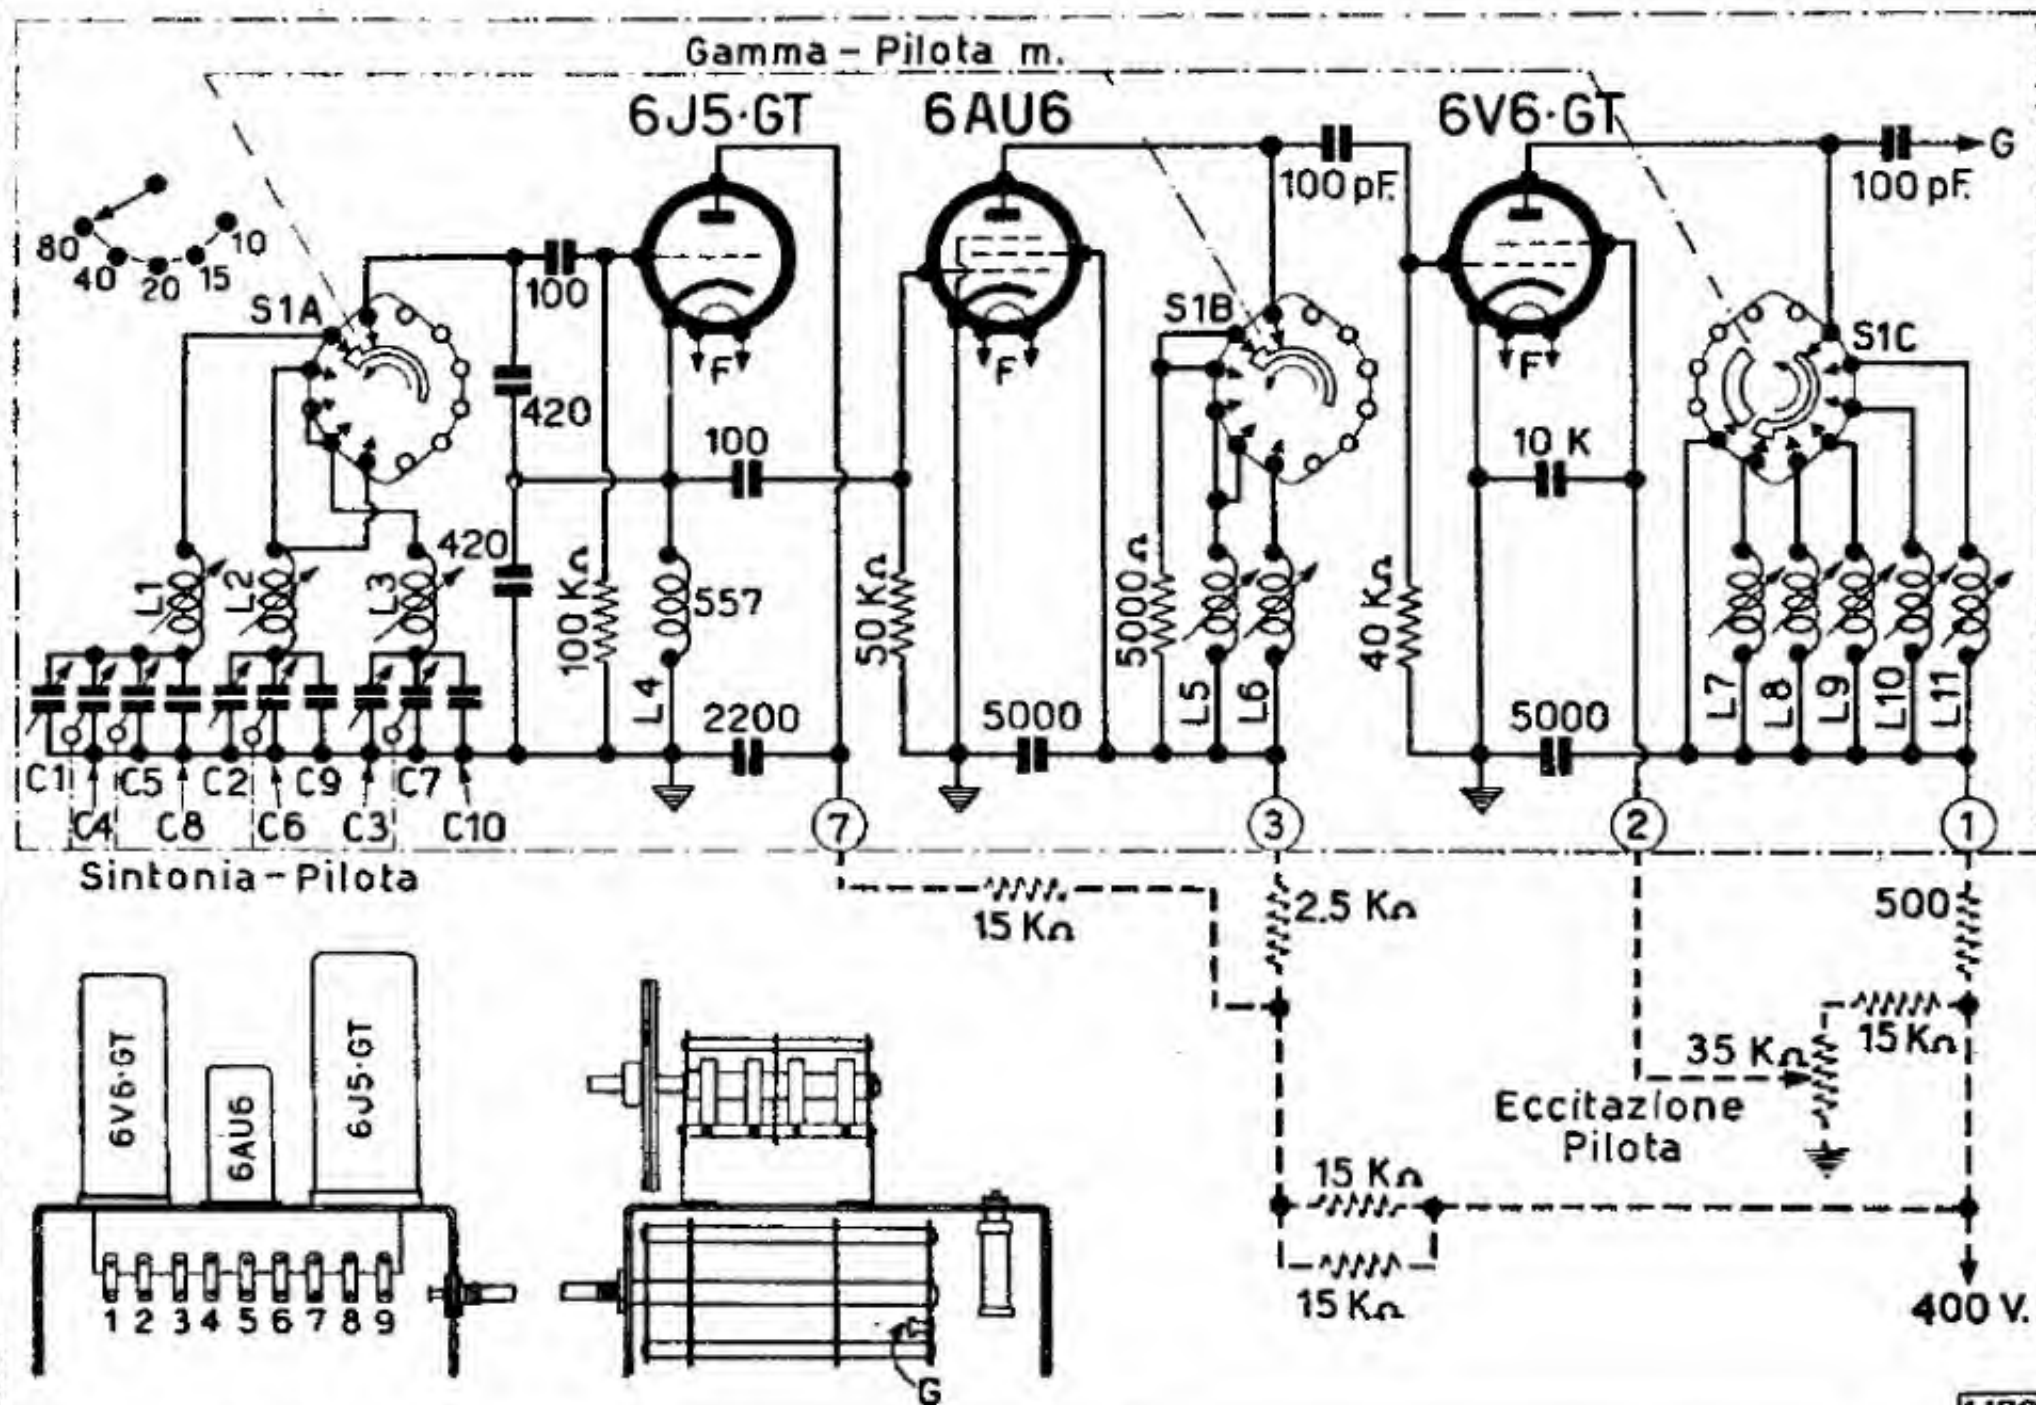 Gamma - Pilota m.
6J5·GT
6AU6
6V6·GT
G
100 pF.
100 pF.
80
40
20
15
10
S1A
100
F
F
F
S1B
S1C
420
100
10 K
420
L1
L2
L3
100 KΩ
557
50 KΩ
5000 Ω
40 KΩ
L4
L5
L6
L7
L8
L9
L10
L11
2200
5000
5000
C1
C5
C2
C9
C7
C4
C8
C6
C3
C10
7
3
2
1
Sintonia - Pilota
15 KΩ
2.5 KΩ
500
15 KΩ
35 KΩ
Eccitazione
Pilota
15 KΩ
15 KΩ
400 V.
6V6·GT
6AU6
6J5·GT
1 2 3 4 5 6 7 8 9
G